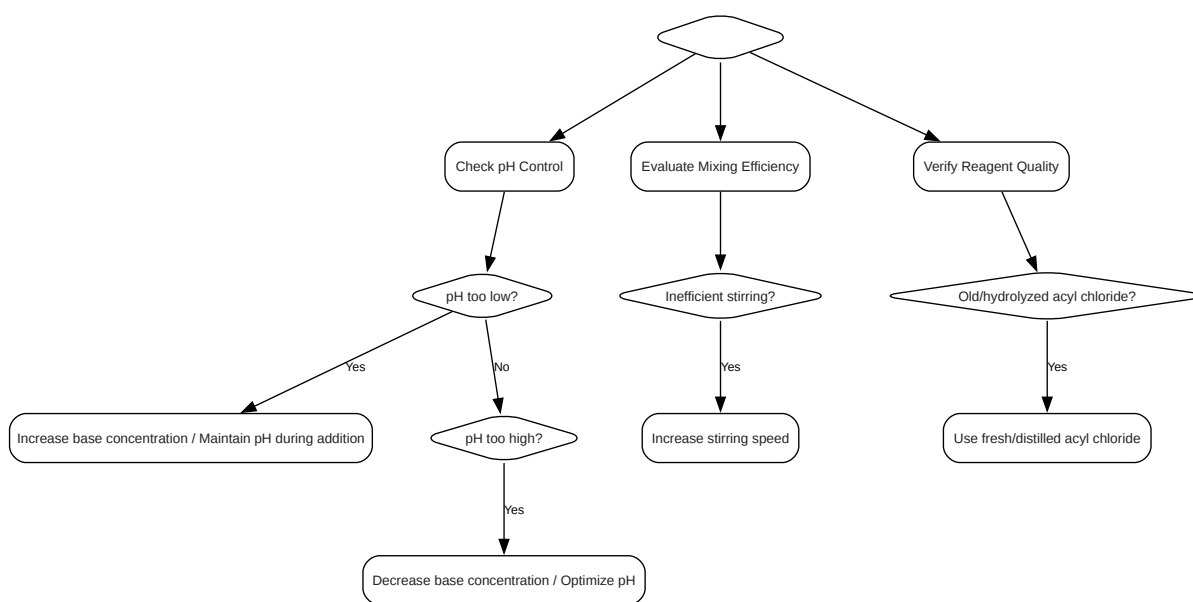 Check pH Control
Evaluate Mixing Efficiency
Verify Reagent Quality
pH too low?
Inefficient stirring?
Old/hydrolyzed acyl chloride?
Yes
No
Yes
Yes
Increase base concentration / Maintain pH during addition
pH too high?
Increase stirring speed
Use fresh/distilled acyl chloride
Yes
Decrease base concentration / Optimize pH